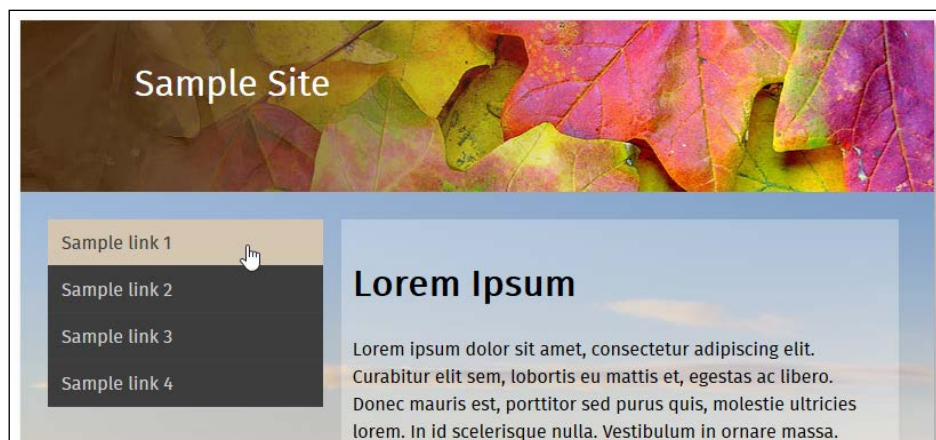 Sample Site
Sample link 1
Sample link 2
Sample link 3
Sample link 4
Lorem Ipsum
Lorem ipsum dolor sit amet, consectetur adipiscing elit.
Curabitur elit sem, lobortis eu mattis et, egestas ac libero.
Donec mauris est, porttitor sed purus quis, molestie ultricies
lorem. In id scelerisque nulla. Vestibulum in ornare massa.